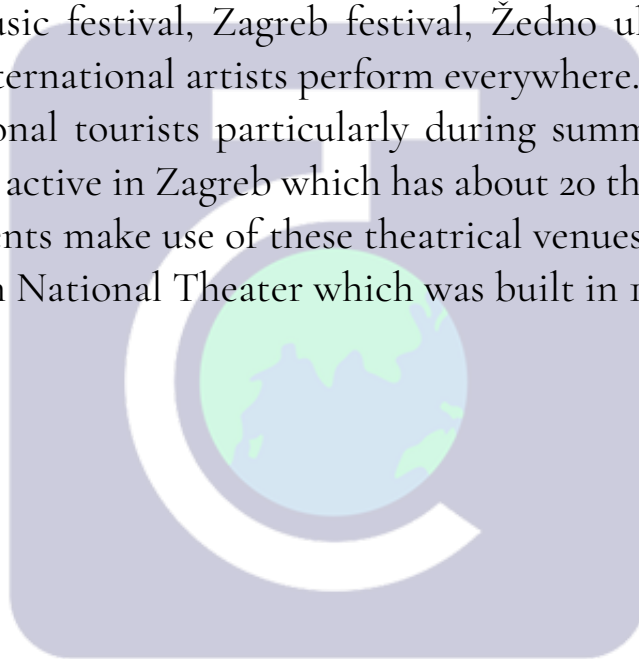 festival, Zagreb festival, Žedno
international artists perform everywhere.
tourists particularly during
active in Zagreb which has about 20
make use of these theatrical venues
National Theater which was built in